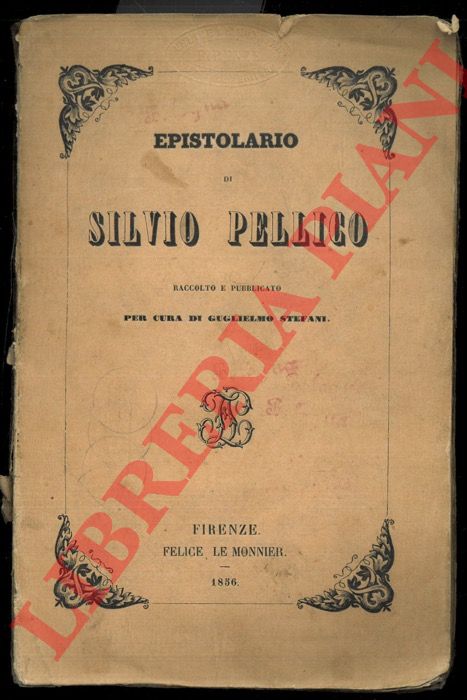 EPISTOLARIO
DI
SILVIO PELLICO
RACCOLTO E PUBBLICATO
PER CURA DI GUGLIELMO STEFANI.
FIRENZE.
FELICE LE MONNIER.
1856.
LIBRERIA PIANI